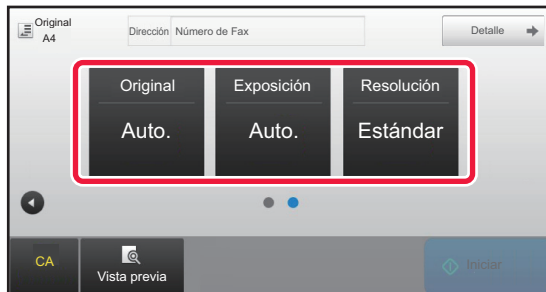 Original
A4
Dirección Número de Fax
Detalle
Original Exposición Resolución
Auto. Auto. Estándar
CA
Vista previa
Iniciar